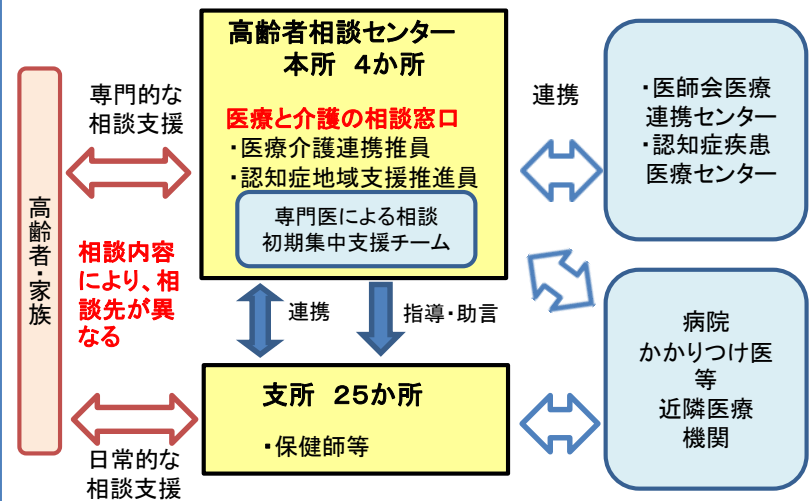 高齢者相談センター
本所 4か所
医療と介護の相談窓口
・医療介護連携推員
・認知症地域支援推進員
専門医による相談
初期集中支援チーム
専門的な
相談支援
連携
・医師会医療
連携センター
・認知症疾患
医療センター
高齢者・家族
相談内容
により、相
談先が異
なる
連携
指導・助言
病院
かかりつけ医
等
近隣医療
機関
支所 25か所
・保健師等
日常的な
相談支援